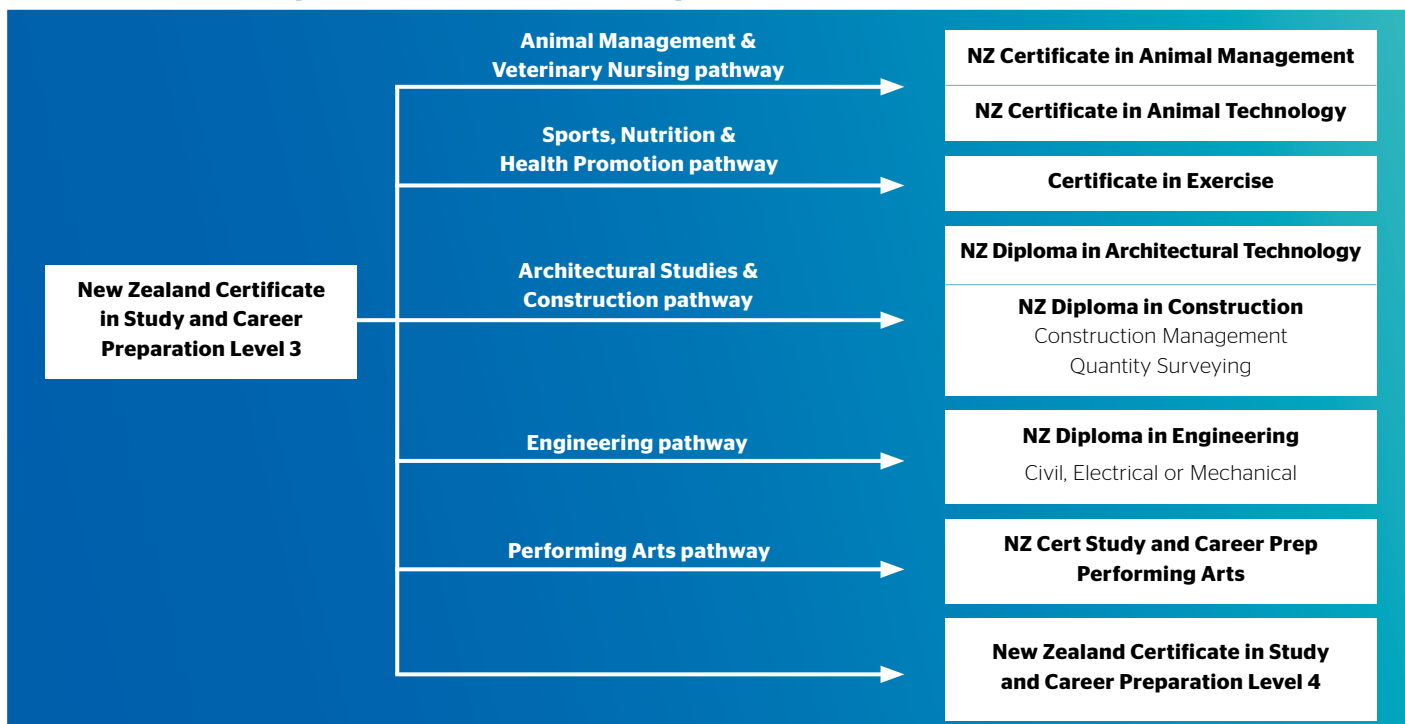 New Zealand Certificate
in Study and Career
Preparation Level 3
Animal Management &
Veterinary Nursing pathway
NZ Certificate in Animal Management
NZ Certificate in Animal Technology
Sports, Nutrition &
Health Promotion pathway
Certificate in Exercise
Architectural Studies &
Construction pathway
NZ Diploma in Architectural Technology
NZ Diploma in Construction
Construction Management
Quantity Surveying
Engineering pathway
NZ Diploma in Engineering
Civil, Electrical or Mechanical
Performing Arts pathway
NZ Cert Study and Career Prep
Performing Arts
New Zealand Certificate in Study
and Career Preparation Level 4